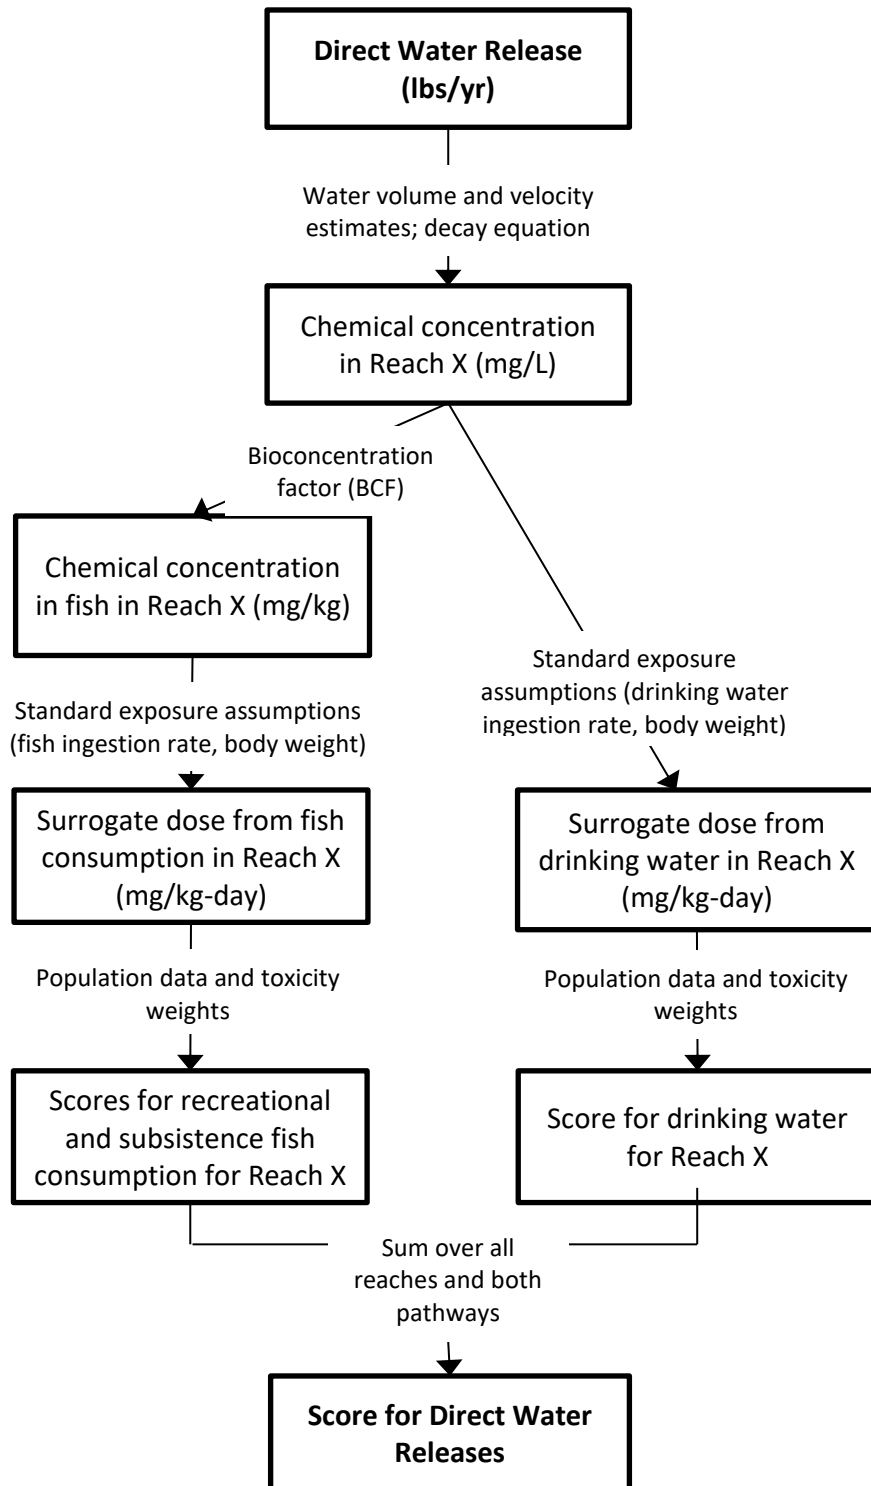 Direct Water Release
(lbs/yr)
Water volume and velocity
estimates; decay equation
Chemical concentration
in Reach X (mg/L)
Bioconcentration
factor (BCF)
Chemical concentration
in fish in Reach X (mg/kg)
Standard exposure
assumptions (drinking water
ingestion rate, body weight)
Standard exposure assumptions
(fish ingestion rate, body weight)
Surrogate dose from fish
consumption in Reach X
(mg/kg-day)
Surrogate dose from
drinking water in Reach X
(mg/kg-day)
Population data and toxicity
weights
Population data and toxicity
weights
Scores for recreational
and subsistence fish
consumption for Reach X
Score for drinking water
for Reach X
Sum over all
reaches and both
pathways
Score for Direct Water
Releases